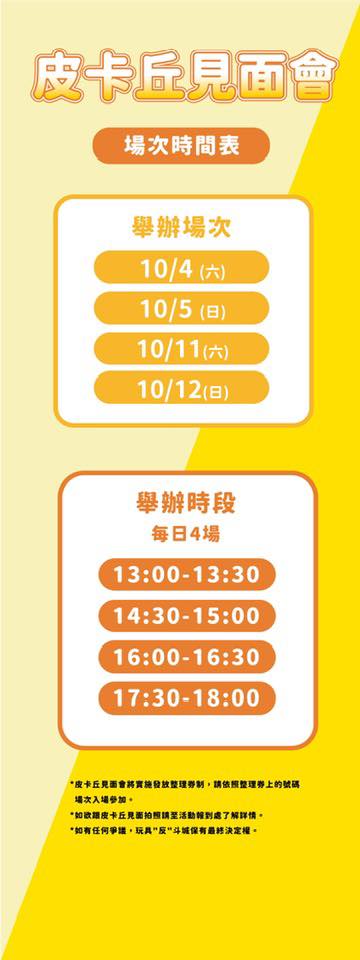 皮卡丘見面會
場次時間表
舉辦場次
10/4 (六)
10/5 (日)
10/11(六)
10/12(日)
舉辦時段
每日4場
13:00-13:30
14:30-15:00
16:00-16:30
17:30-18:00
*皮卡丘見面會將實施發放整理券制，請依照整理券上的號碼
場次入場參加。
*如欲跟皮卡丘見面拍照請至活動報到處了解詳情。
*如有任何爭議，玩具"反"斗城保有最終決定權。